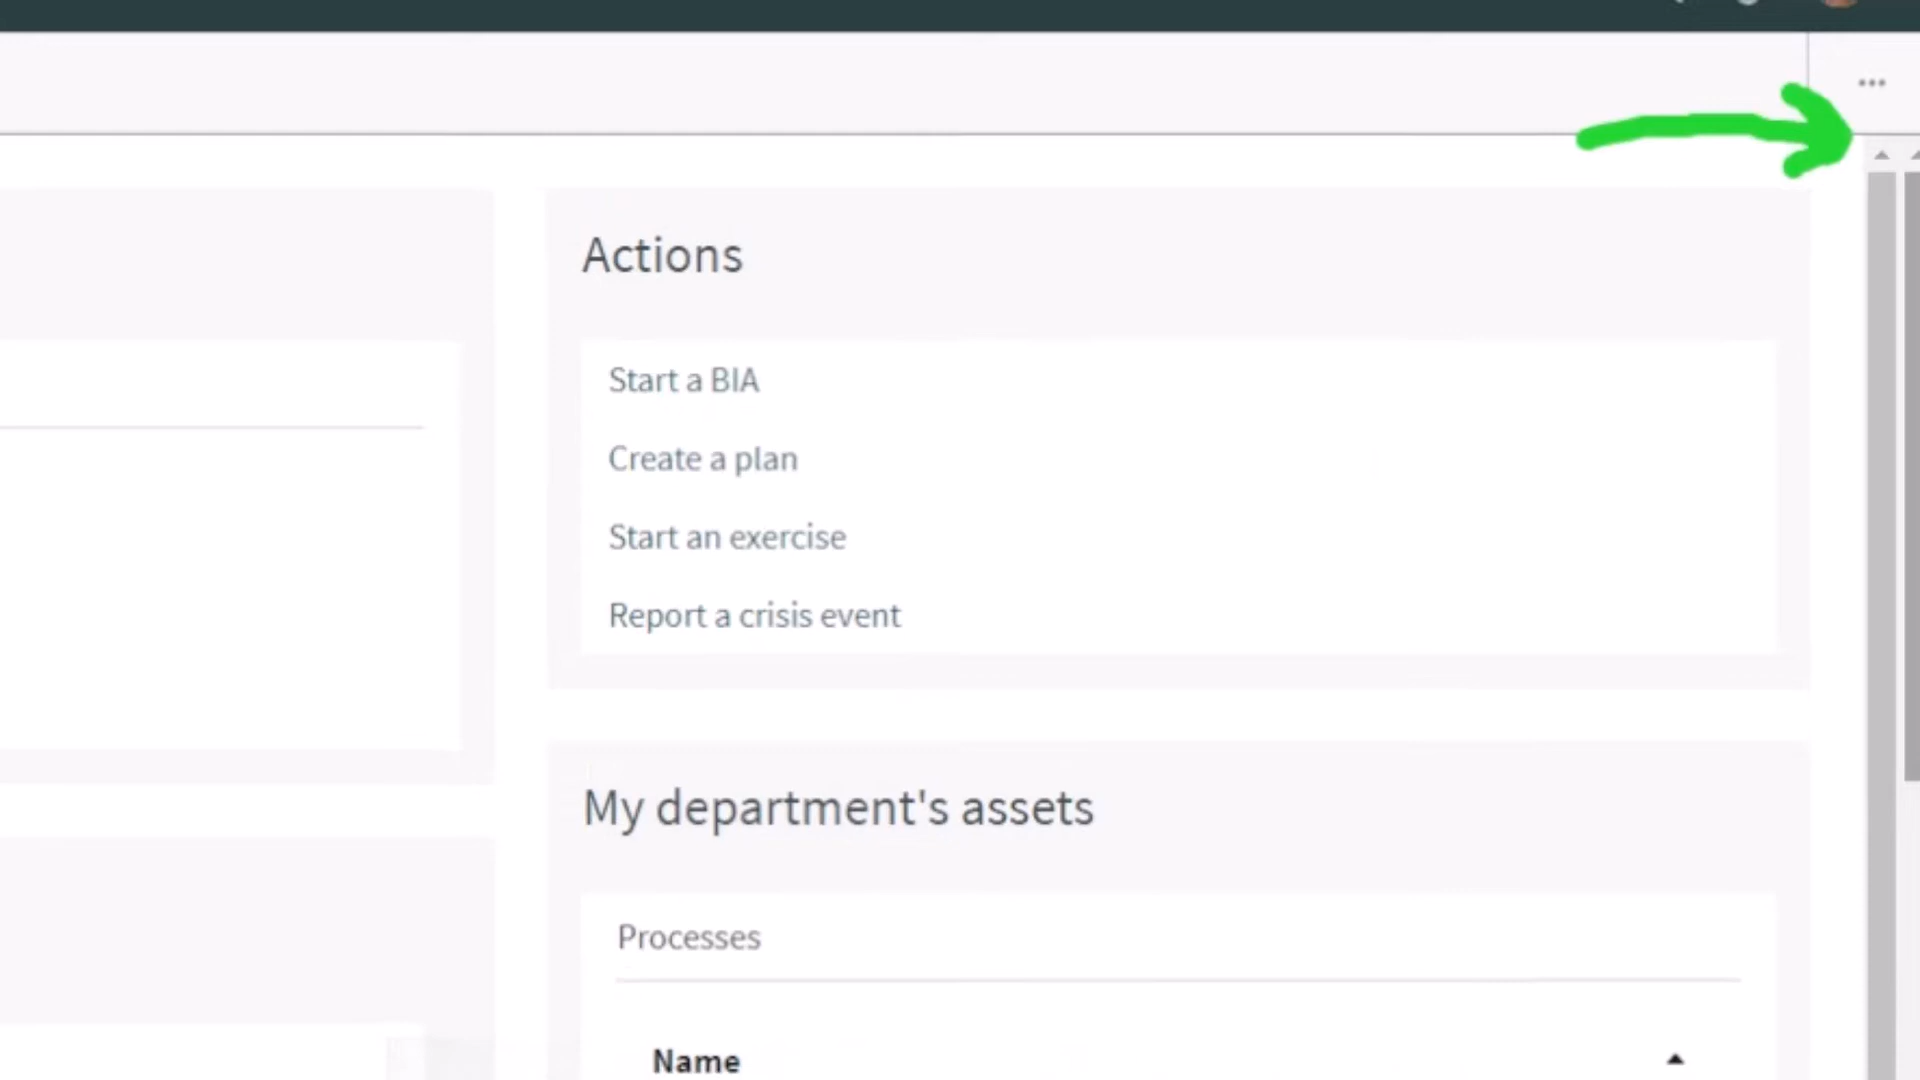 Actions
Start a BIA
Create a plan
Start an exercise
Report a crisis event
My department's assets
Processes
Name